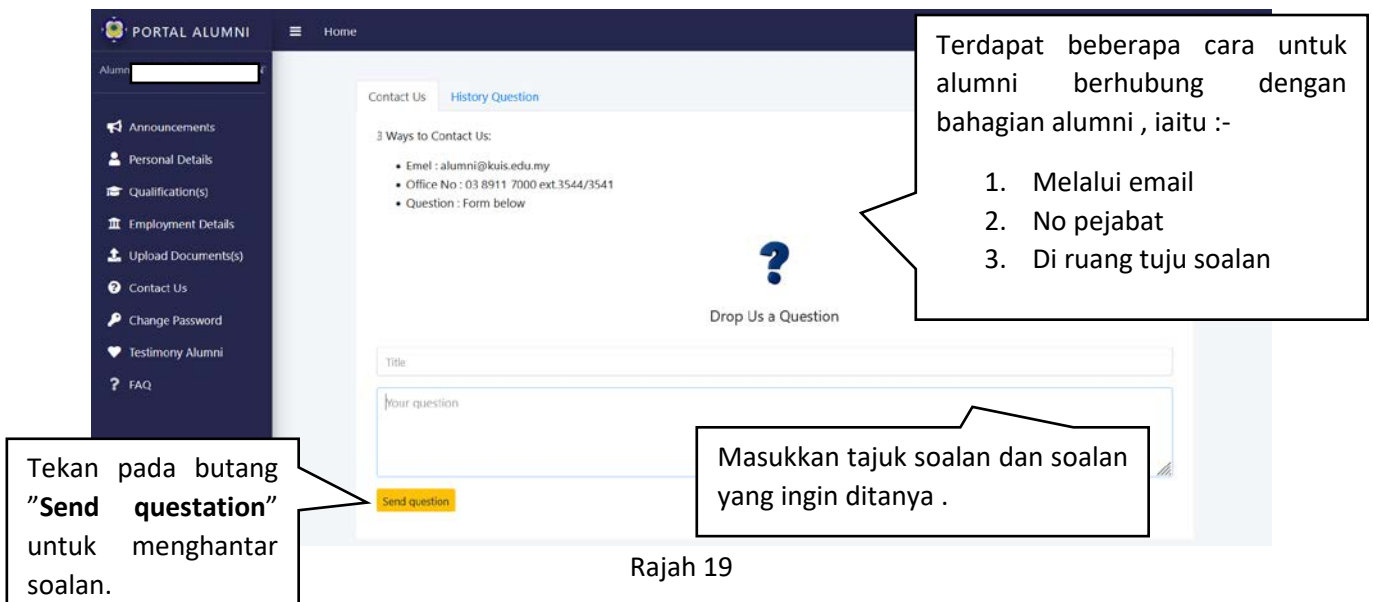 PORTAL ALUMNI
Home
Alumn
Announcements
Personal Details
Qualification(s)
Employment Details
Upload Documents(s)
Contact Us
Change Password
Testimony Alumni
? FAQ
Contact Us History Question
3 Ways to Contact Us:
• Emel : alumni@kuis.edu.my
• Office No : 03 8911 7000 ext.3544/3541
• Question : Form below
?
Drop Us a Question
Title
Your question
Send question
Terdapat beberapa cara untuk
alumni berhubung dengan
bahagian alumni , iaitu :-
1. Melalui email
2. No pejabat
3. Di ruang tuju soalan
Masukkan tajuk soalan dan soalan
yang ingin ditanya .
Tekan pada butang
”Send questation”
untuk menghantar
soalan.
Rajah 19